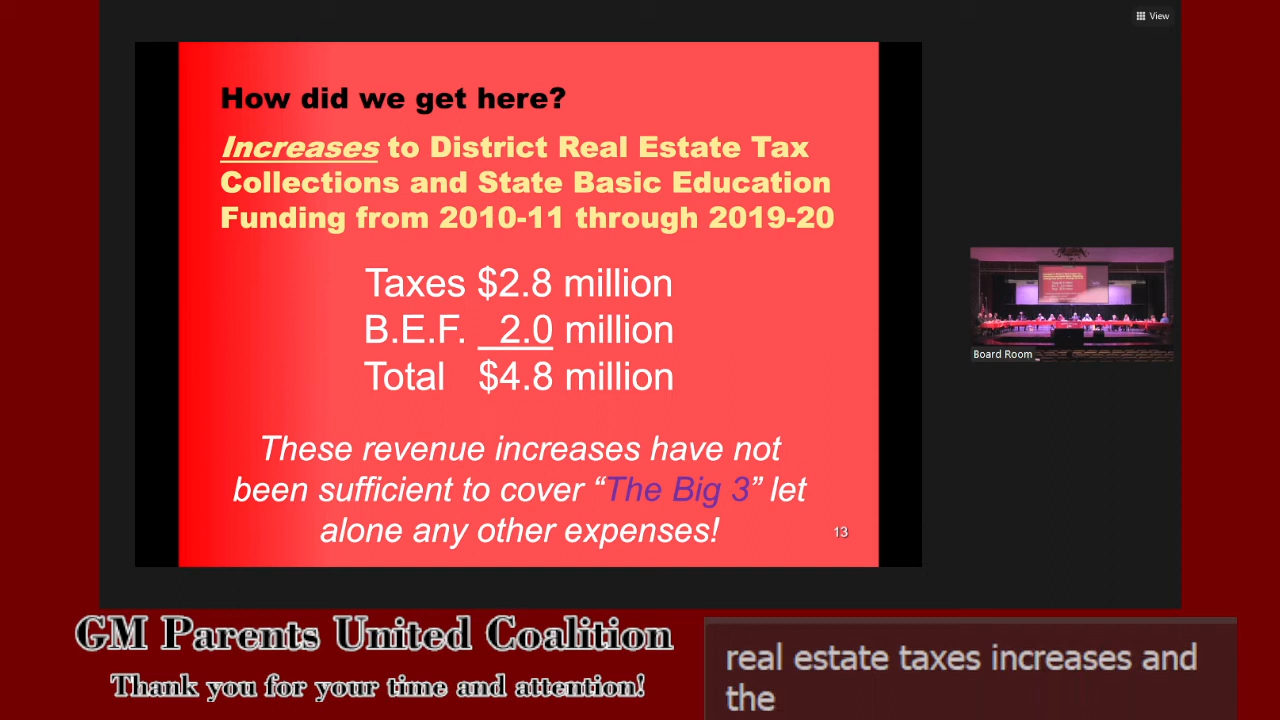 View
How did we get here?
Increases to District Real Estate Tax
Collections and State Basic Education
Funding from 2010-11 through 2019-20
Taxes $2.8 million
B.E.F. 2.0 million
Total $4.8 million
These revenue increases have not
been sufficient to cover “The Big 3” let
alone any other expenses!
13
Board Room
GM Parents United Coalition
Thank you for your time and attention!
real estate taxes increases and
the